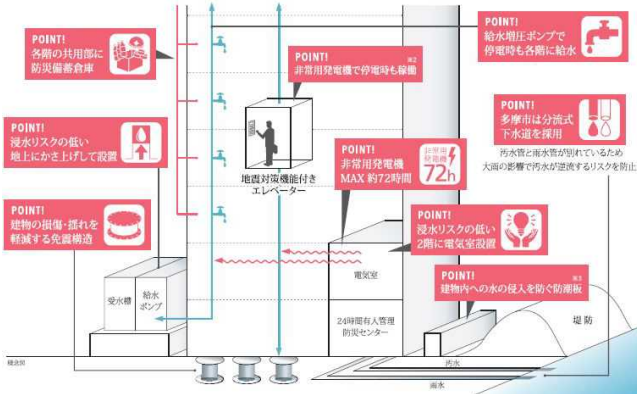 POINT!
各階の共用部に
防災備蓄倉庫
POINT!
浸水リスクの低い
地上にかさ上げして設置
POINT!
建物の損傷・揺れを
軽減する免震構造
受水槽
給水
ポンプ
POINT!
※2
非常用発電機で停電時も稼働
地震対策機能付き
エレベーター
POINT!
給水増圧ポンプで
停電時も各階に給水
POINT!
多摩市は分流式
下水道を採用
汚水管と雨水管が別れているため
大雨の影響で汚水が逆流するリスクを防止
POINT!
非常用発電機
MAX 約72時間
非常用
発電機
72h
POINT!
浸水リスクの低い
2階に電気室設置
電気室
24時間有人管理
防災センター
POINT!
※3
建物内への水の侵入を防ぐ防潮板
堤防
汚水
雨水
概念図